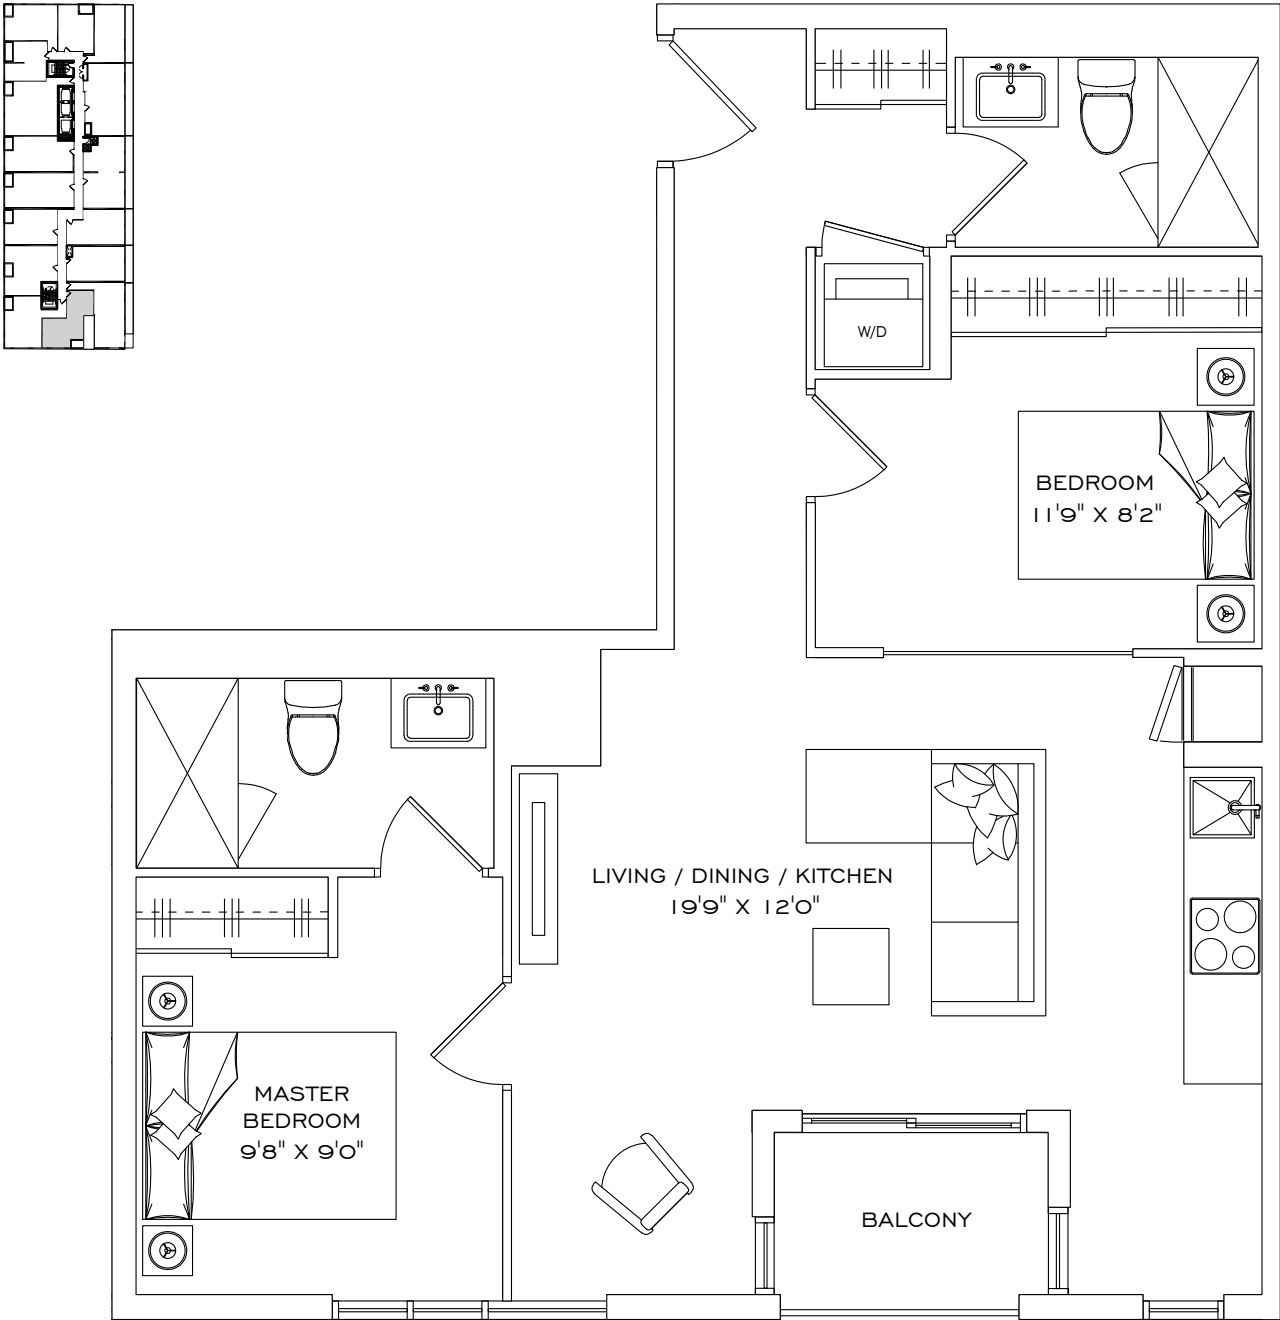 W/D
BEDROOM
11'9" X 8'2"
LIVING / DINING / KITCHEN
19'9" X 12'0"
MASTER
BEDROOM
9'8" X 9'0"
BALCONY